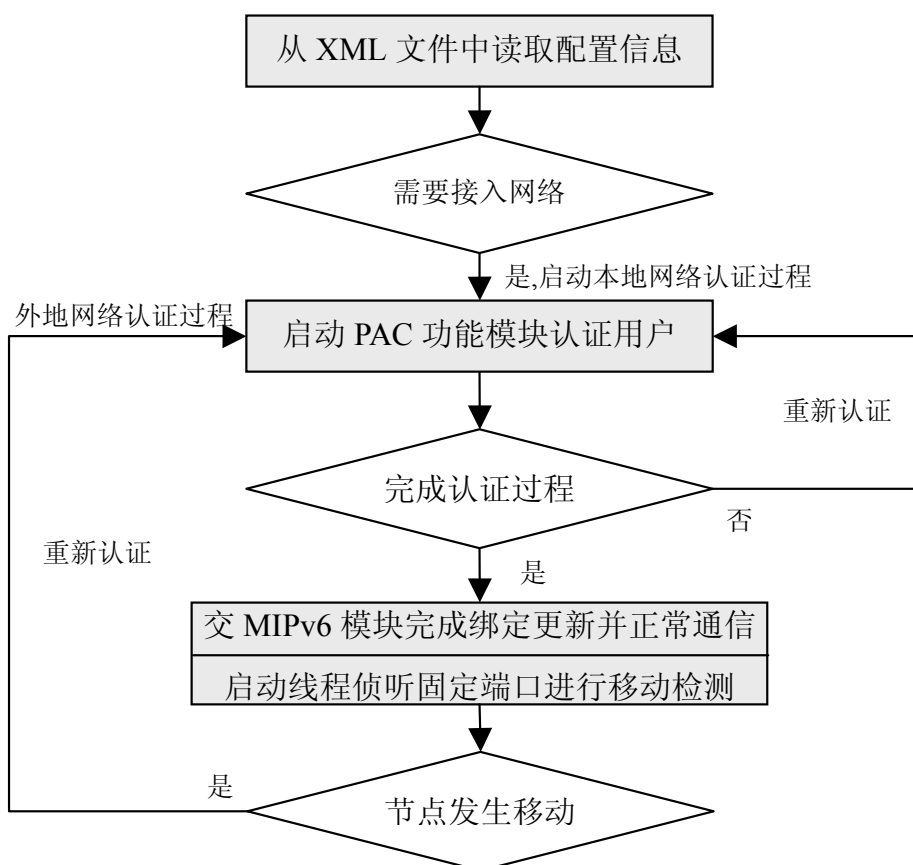 从 XML 文件中读取配置信息
需要接入网络
是,启动本地网络认证过程
外地网络认证过程
启动 PAC 功能模块认证用户
重新认证
完成认证过程
否
重新认证
是
交 MIPv6 模块完成绑定更新并正常通信
启动线程侦听固定端口进行移动检测
是
节点发生移动